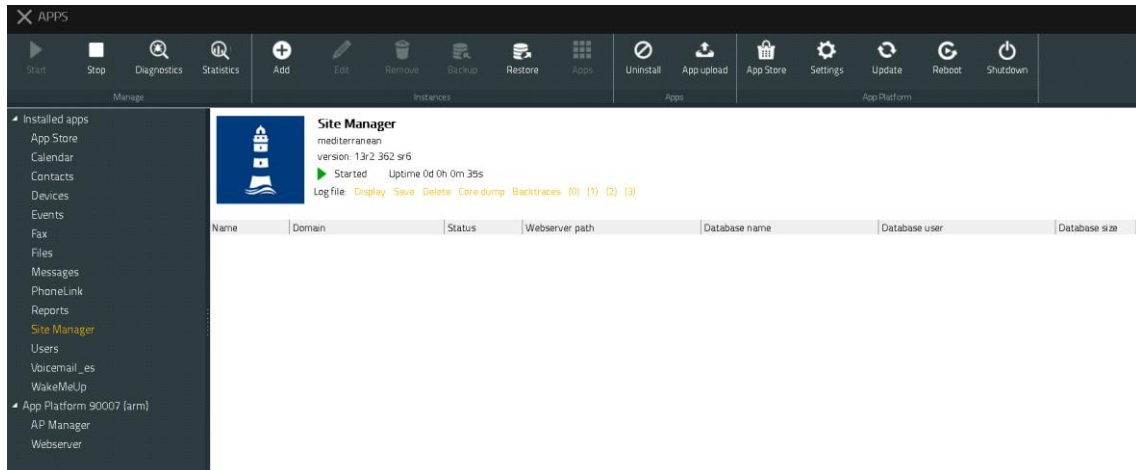 APPS
Start Stop Diagnostics Statistics Add Edit Remove Backup Restore Apps Uninstall App upload App Store Settings Update Reboot Shutdown
Manage Instances Apps App Platform
Installed apps
App Store
Calendar
Contacts
Devices
Events
Fax
Files
Messages
PhoneLink
Reports
Site Manager
Users
Voicemail_es
WakeMeUp
App Platform 90007 (arm)
AP Manager
Webserver
Site Manager
mediterranean
version: 13r2 362 sr6
Started Uptime 0d 0h 0m 35s
Log file: Display Save Delete Core dump Backtraces (0) (1) (2) (3)
Name Domain Status Webserver path Database name Database user Database size